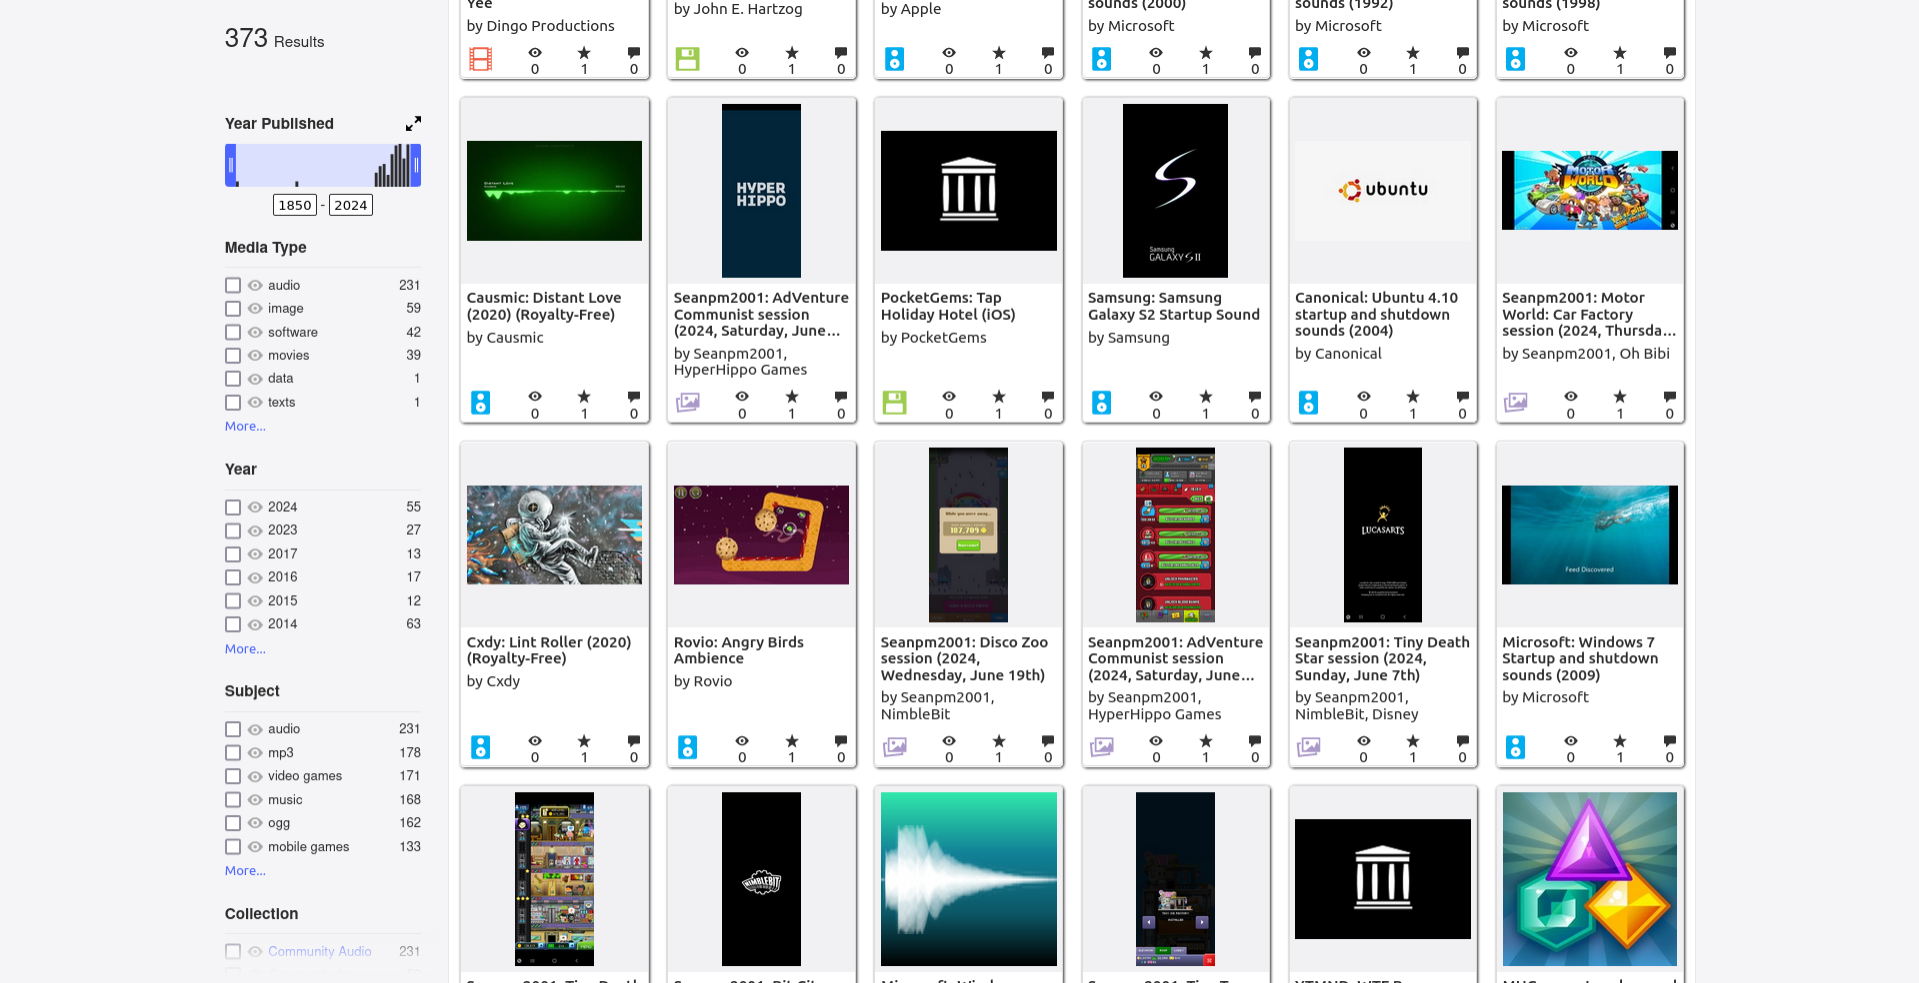 373 Results
Year Published
1850 - 2024
Media Type
audio 231
image 59
software 42
movies 39
data 1
texts 1
More...
Year
2024 55
2023 27
2017 13
2016 17
2015 12
2014 63
More...
Subject
audio 231
mp3 178
video games 171
music 168
ogg 162
mobile games 133
More...
Collection
Community Audio 231
Yee
by Dingo Productions
0 1 0
by John E. Hartzog
0 1 0
by Apple
0 1 0
sounds (2000)
by Microsoft
0 1 0
sounds (1992)
by Microsoft
0 1 0
sounds (1998)
by Microsoft
0 1 0
Causmic: Distant Love
(2020) (Royalty-Free)
by Causmic
0 1 0
HYPER
HIPPO
Seanpm2001: AdVenture
Communist session
(2024, Saturday, June...
by Seanpm2001,
HyperHippo Games
0 1 0
PocketGems: Tap
Holiday Hotel (iOS)
by PocketGems
0 1 0
Samsung
GALAXY S II
Samsung: Samsung
Galaxy S2 Startup Sound
by Samsung
0 1 0
ubuntu
Canonical: Ubuntu 4.10
startup and shutdown
sounds (2004)
by Canonical
0 1 0
MOTOR
WORLD
Seanpm2001: Motor
World: Car Factory
session (2024, Thursda...
by Seanpm2001, Oh Bibi
0 1 0
Cxdy: Lint Roller (2020)
(Royalty-Free)
by Cxdy
0 1 0
Rovio: Angry Birds
Ambience
by Rovio
0 1 0
While you were away...
107,709
Seanpm2001: Disco Zoo
session (2024,
Wednesday, June 19th)
by Seanpm2001,
NimbleBit
0 1 0
Seanpm2001: AdVenture
Communist session
(2024, Saturday, June...
by Seanpm2001,
HyperHippo Games
0 1 0
LUCASARTS
Seanpm2001: Tiny Death
Star session (2024,
Sunday, June 7th)
by Seanpm2001,
NimbleBit, Disney
0 1 0
Feed Discovered
Microsoft: Windows 7
Startup and shutdown
sounds (2009)
by Microsoft
0 1 0
NIMBLEBIT